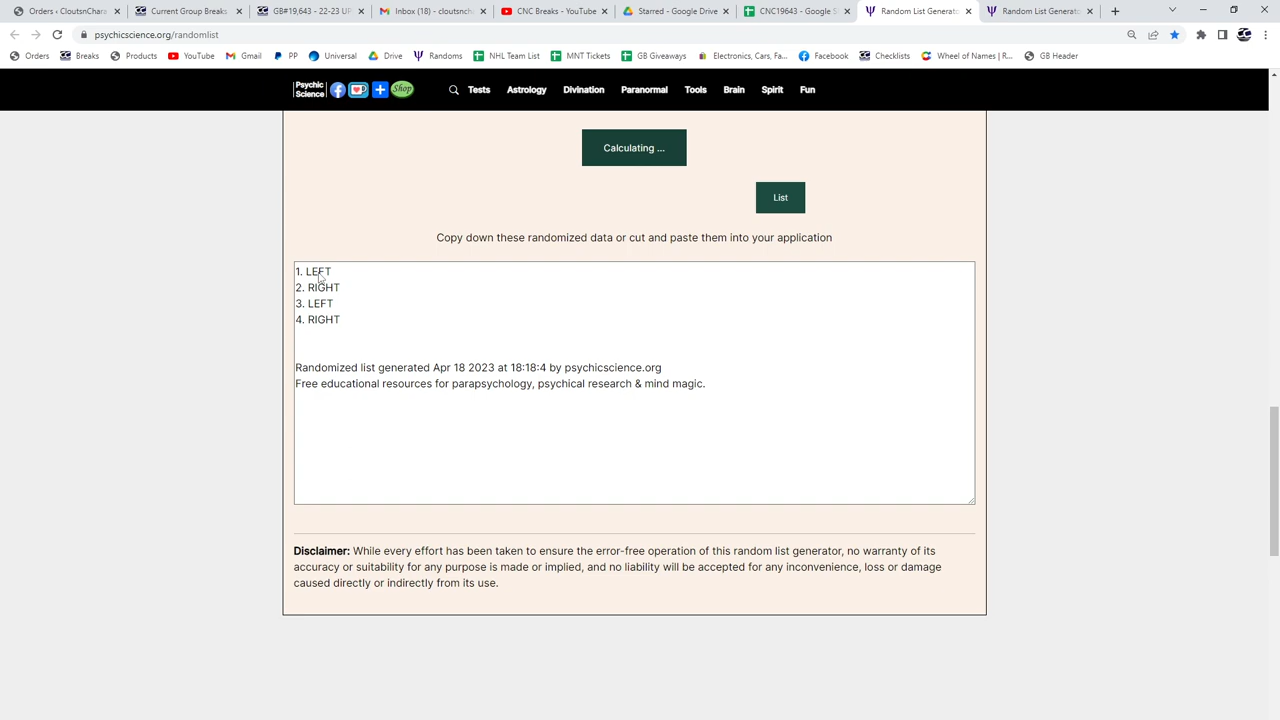 Orders ‹ CloutsnChara
Current Group Breaks
GB#19,643 - 22-23 UP
Inbox (18) - cloutsnch
CNC Breaks - YouTube
Starred - Google Drive
CNC19643 - Google S
Random List Generato
Random List Generato
psychicscience.org/randomlist
Orders
Breaks
Products
YouTube
Gmail
PP
Universal
Drive
Randoms
NHL Team List
MNT Tickets
GB Giveaways
Electronics, Cars, Fa...
Facebook
Checklists
Wheel of Names | R...
GB Header
Psychic
Science
Shop
Tests
Astrology
Divination
Paranormal
Tools
Brain
Spirit
Fun
Calculating ...
List
Copy down these randomized data or cut and paste them into your application
1. LEFT
2. RIGHT
3. LEFT
4. RIGHT
Randomized list generated Apr 18 2023 at 18:18:4 by psychicscience.org
Free educational resources for parapsychology, psychical research & mind magic.
Disclaimer: While every effort has been taken to ensure the error-free operation of this random list generator, no warranty of its
accuracy or suitability for any purpose is made or implied, and no liability will be accepted for any inconvenience, loss or damage
caused directly or indirectly from its use.